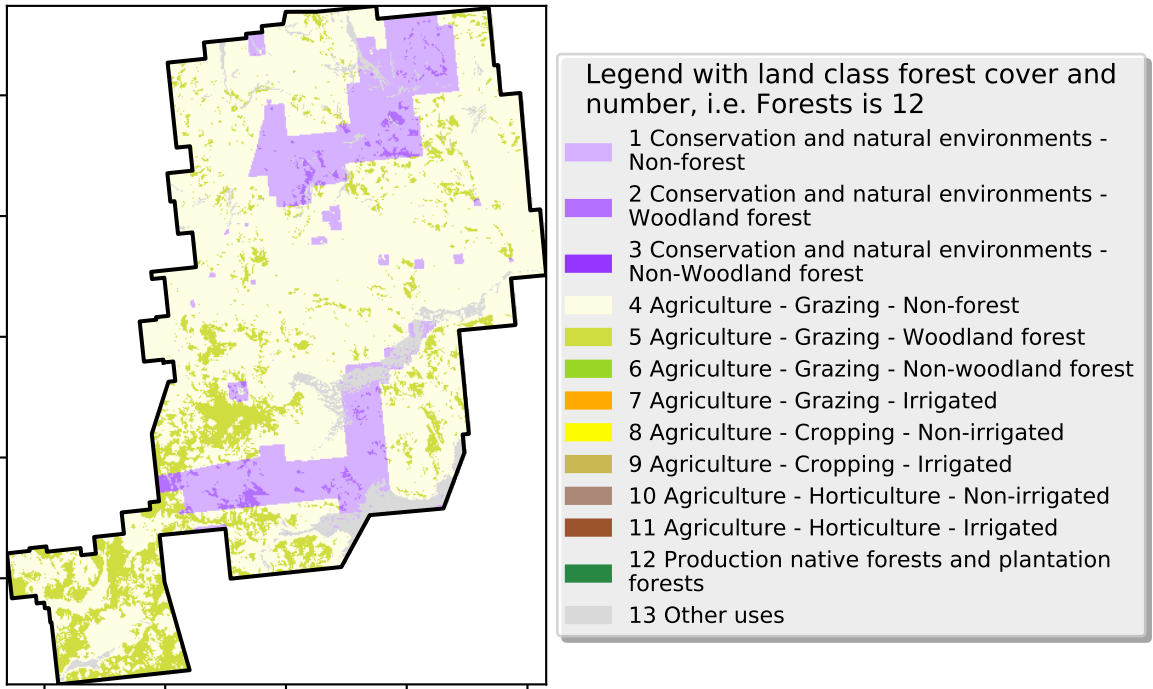 Legend with land class forest cover and
number, i.e. Forests is 12
1 Conservation and natural environments -
Non-forest
2 Conservation and natural environments -
Woodland forest
3 Conservation and natural environments -
Non-Woodland forest
4 Agriculture - Grazing - Non-forest
5 Agriculture - Grazing - Woodland forest
6 Agriculture - Grazing - Non-woodland forest
7 Agriculture - Grazing - Irrigated
8 Agriculture - Cropping - Non-irrigated
9 Agriculture - Cropping - Irrigated
10 Agriculture - Horticulture - Non-irrigated
11 Agriculture - Horticulture - Irrigated
12 Production native forests and plantation
forests
13 Other uses